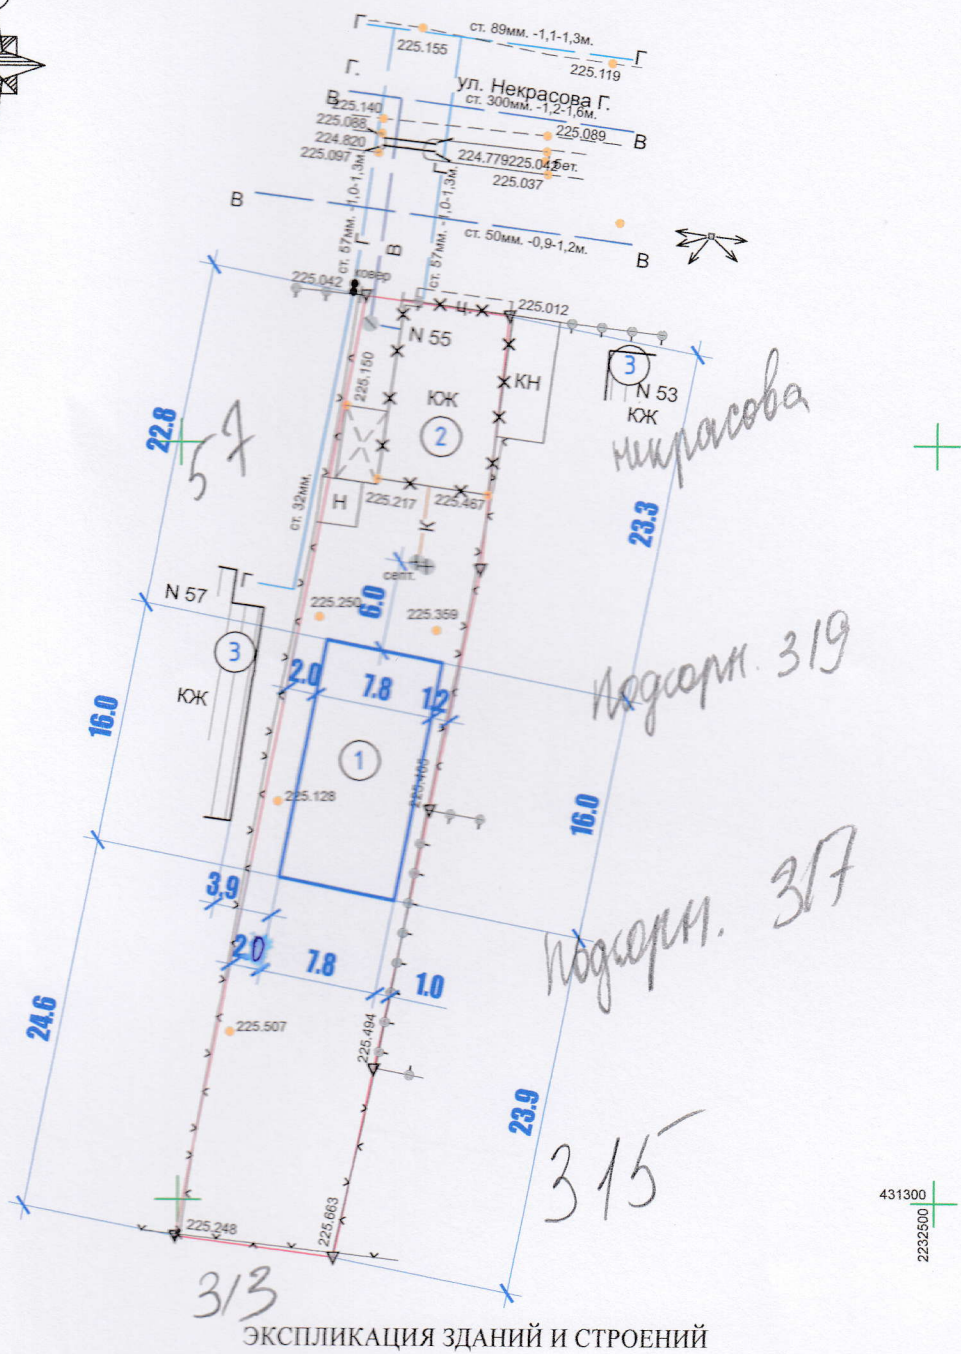 Г
ст. 89мм. -1,1-1,3м.
Г
225.155
225.119
Г.
ул. Некрасова Г.
В
ст. 300мм. -1,2-1,6м.
225.140
225.088
225.089
В
224.820
225.097
224.779
225.042
бет.
225.037
Г
ст. 57мм. -1,0-1,3м.
ст. 57мм. -1,0-1,3м.
В
Г
В
ст. 50мм. -0,9-1,2м.
В
225.042
ковер
Ч
225.012
N 55
225.150
КН
3
N 53
КЖ
КЖ
2
некрасова
22.8
57
23.3
Н
225.217
225.467
К
ст. 32мм.
септ.
6.0
Г
N 57
225.250
225.359
3
КЖ
2.0
7.8
1.2
Подсолн. 319
16.0
1
225.128
16.0
3.9
2.0
7.8
1.0
Подсолн. 317
24.6
225.507
225.494
23.9
315
225.248
225.663
431300
2232500
313
ЭКСПЛИКАЦИЯ ЗДАНИЙ И СТРОЕНИЙ